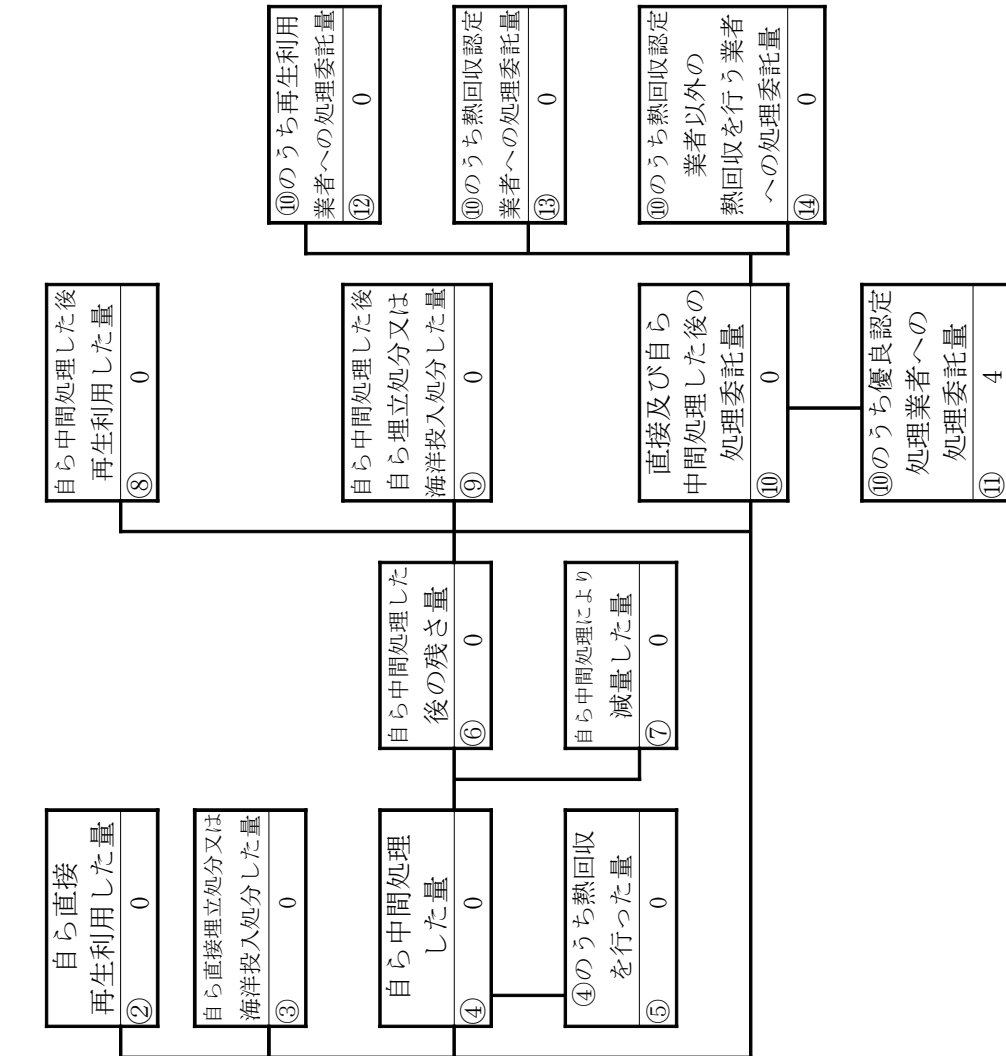 自ら直接
再生利用した量
② 0
自ら直接埋立処分又は
海洋投入処分した量
③ 0
自ら中間処理
した量
④ 0
④のうち熱回収
を行った量
⑤ 0
自ら中間処理した
後の残さ量
⑥ 0
自ら中間処理により
減量した量
⑦ 0
自ら中間処理した後
再生利用した量
⑧ 0
自ら中間処理した後
自ら埋立処分又は
海洋投入処分した量
⑨ 0
直接及び自ら
中間処理した後の
処理委託量
⑩ 0
⑩のうち優良認定
処理業者への
処理委託量
⑪ 4
⑩のうち再生利用
業者への処理委託量
⑫ 0
⑩のうち熱回収認定
業者への処理委託量
⑬ 0
⑩のうち熱回収認定
業者以外の
熱回収を行う業者
への処理委託量
⑭ 0